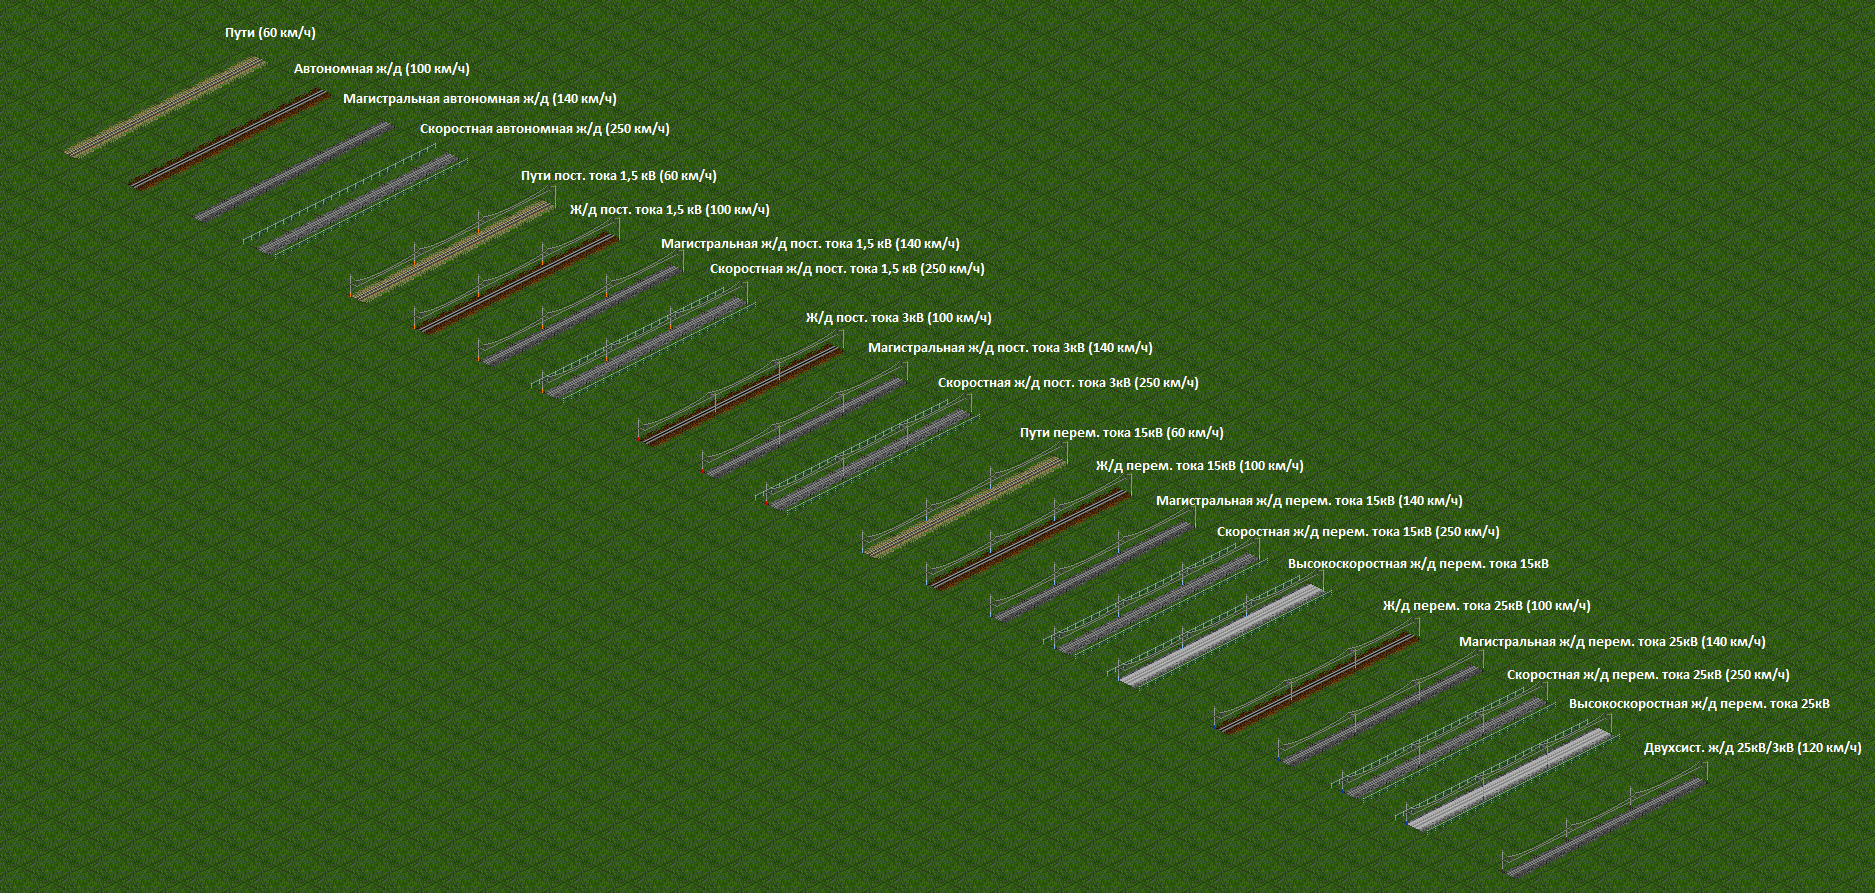 Пути (60 км/ч)
Автономная ж/д (100 км/ч)
Магистральная автономная ж/д (140 км/ч)
Скоростная автономная ж/д (250 км/ч)
Пути пост. тока 1,5 кВ (60 км/ч)
Ж/д пост. тока 1,5 кВ (100 км/ч)
Магистральная ж/д пост. тока 1,5 кВ (140 км/ч)
Скоростная ж/д пост. тока 1,5 кВ (250 км/ч)
Ж/д пост. тока 3кВ (100 км/ч)
Магистральная ж/д пост. тока 3кВ (140 км/ч)
Скоростная ж/д пост. тока 3кВ (250 км/ч)
Пути перем. тока 15кВ (60 км/ч)
Ж/д перем. тока 15кВ (100 км/ч)
Магистральная ж/д перем. тока 15кВ (140 км/ч)
Скоростная ж/д перем. тока 15кВ (250 км/ч)
Высокоскоростная ж/д перем. тока 15кВ
Ж/д перем. тока 25кВ (100 км/ч)
Магистральная ж/д перем. тока 25кВ (140 км/ч)
Скоростная ж/д перем. тока 25кВ (250 км/ч)
Высокоскоростная ж/д перем. тока 25кВ
Двухсист. ж/д 25кВ/3кВ (120 км/ч)